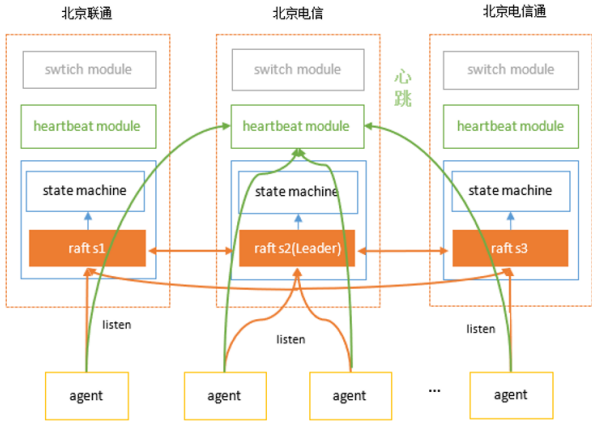 北京联通
北京电信
北京电信通
swtich module
switch module
switch module
心跳
heartbeat module
heartbeat module
heartbeat module
state machine
state machine
state machine
raft s1
raft s2(Leader)
raft s3
listen
listen
listen
agent
agent
agent
...
agent